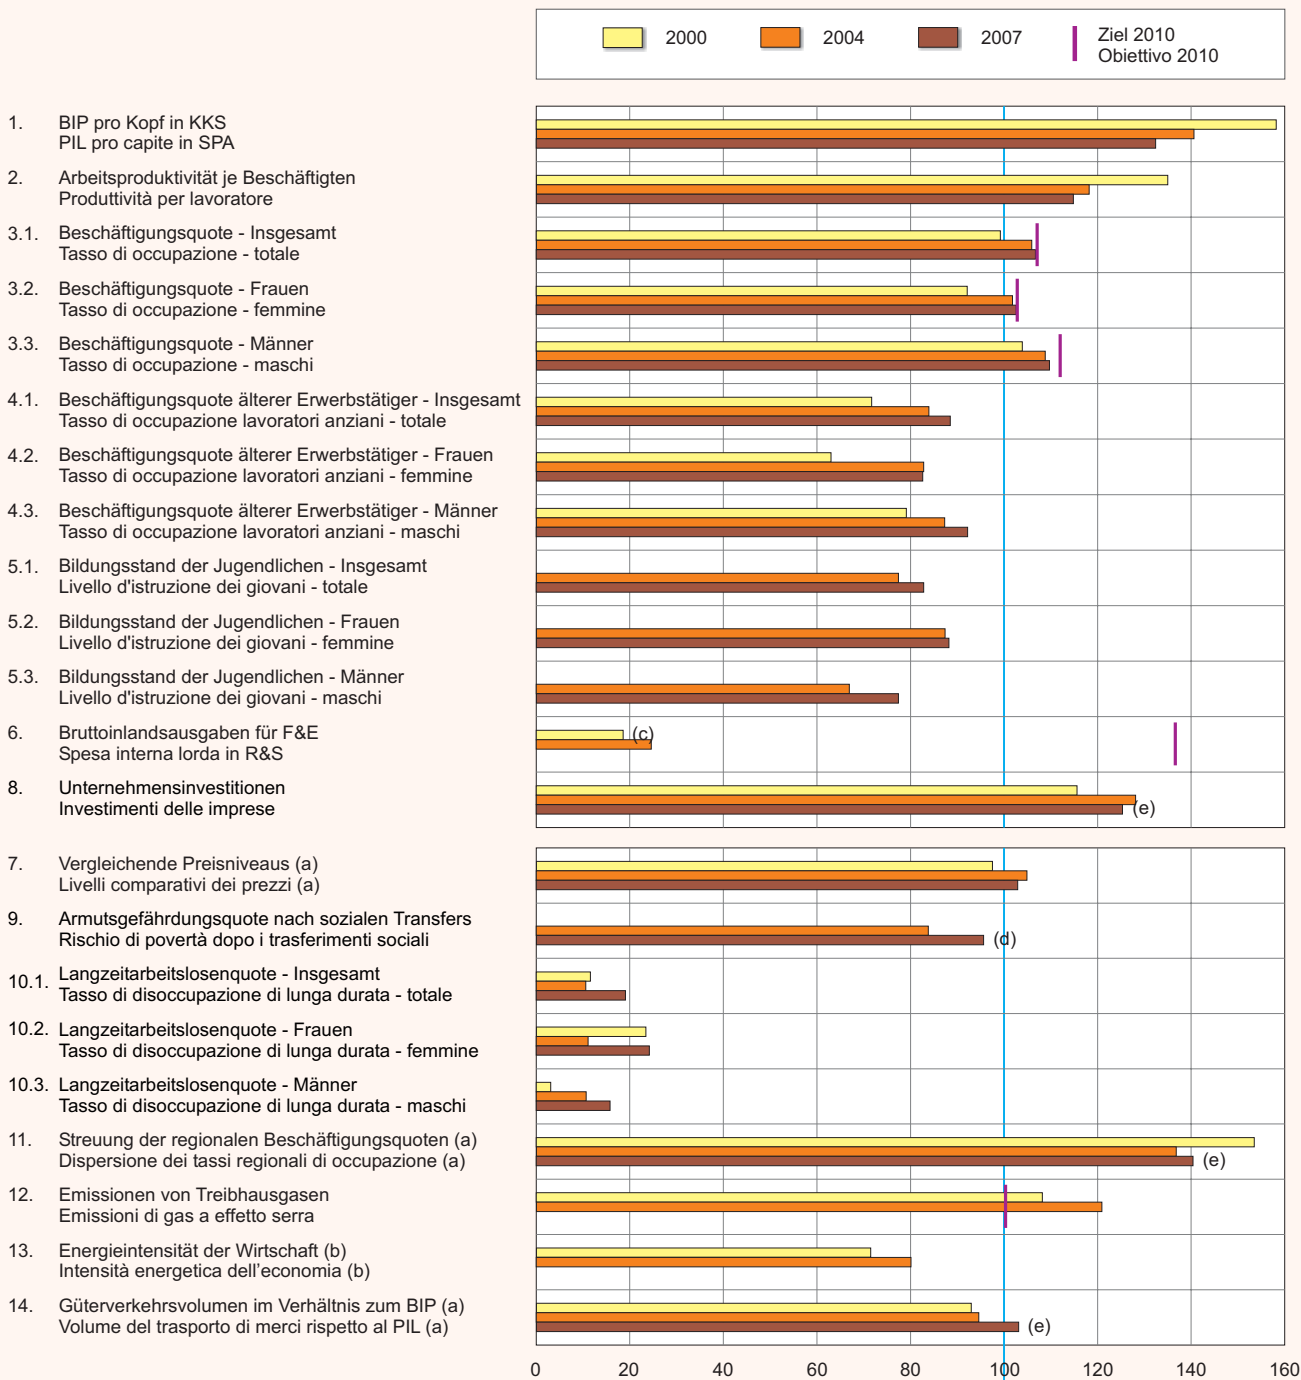 2000 2004 2007 Ziel 2010
Obiettivo 2010
1. BIP pro Kopf in KKS
PIL pro capite in SPA
2. Arbeitsproduktivität je Beschäftigten
Produttività per lavoratore
3.1. Beschäftigungsquote - Insgesamt
Tasso di occupazione - totale
3.2. Beschäftigungsquote - Frauen
Tasso di occupazione - femmine
3.3. Beschäftigungsquote - Männer
Tasso di occupazione - maschi
4.1. Beschäftigungsquote älterer Erwerbstätiger - Insgesamt
Tasso di occupazione lavoratori anziani - totale
4.2. Beschäftigungsquote älterer Erwerbstätiger - Frauen
Tasso di occupazione lavoratori anziani - femmine
4.3. Beschäftigungsquote älterer Erwerbstätiger - Männer
Tasso di occupazione lavoratori anziani - maschi
5.1. Bildungsstand der Jugendlichen - Insgesamt
Livello d'istruzione dei giovani - totale
5.2. Bildungsstand der Jugendlichen - Frauen
Livello d'istruzione dei giovani - femmine
5.3. Bildungsstand der Jugendlichen - Männer
Livello d'istruzione dei giovani - maschi
6. Bruttoinlandsausgaben für F&E (c)
Spesa interna lorda in R&S
8. Unternehmensinvestitionen
Investimenti delle imprese (e)
7. Vergleichende Preisniveaus (a)
Livelli comparativi dei prezzi (a)
9. Armutsgefährdungsquote nach sozialen Transfers
Rischio di povertà dopo i trasferimenti sociali (d)
10.1. Langzeitarbeitslosenquote - Insgesamt
Tasso di disoccupazione di lunga durata - totale
10.2. Langzeitarbeitslosenquote - Frauen
Tasso di disoccupazione di lunga durata - femmine
10.3. Langzeitarbeitslosenquote - Männer
Tasso di disoccupazione di lunga durata - maschi
11. Streuung der regionalen Beschäftigungsquoten (a)
Dispersione dei tassi regionali di occupazione (a) (e)
12. Emissionen von Treibhausgasen
Emissioni di gas a effetto serra
13. Energieintensität der Wirtschaft (b)
Intensità energetica dell'economia (b)
14. Güterverkehrsvolumen im Verhältnis zum BIP (a)
Volume del trasporto di merci rispetto al PIL (a) (e)
0 20 40 60 80 100 120 140 160